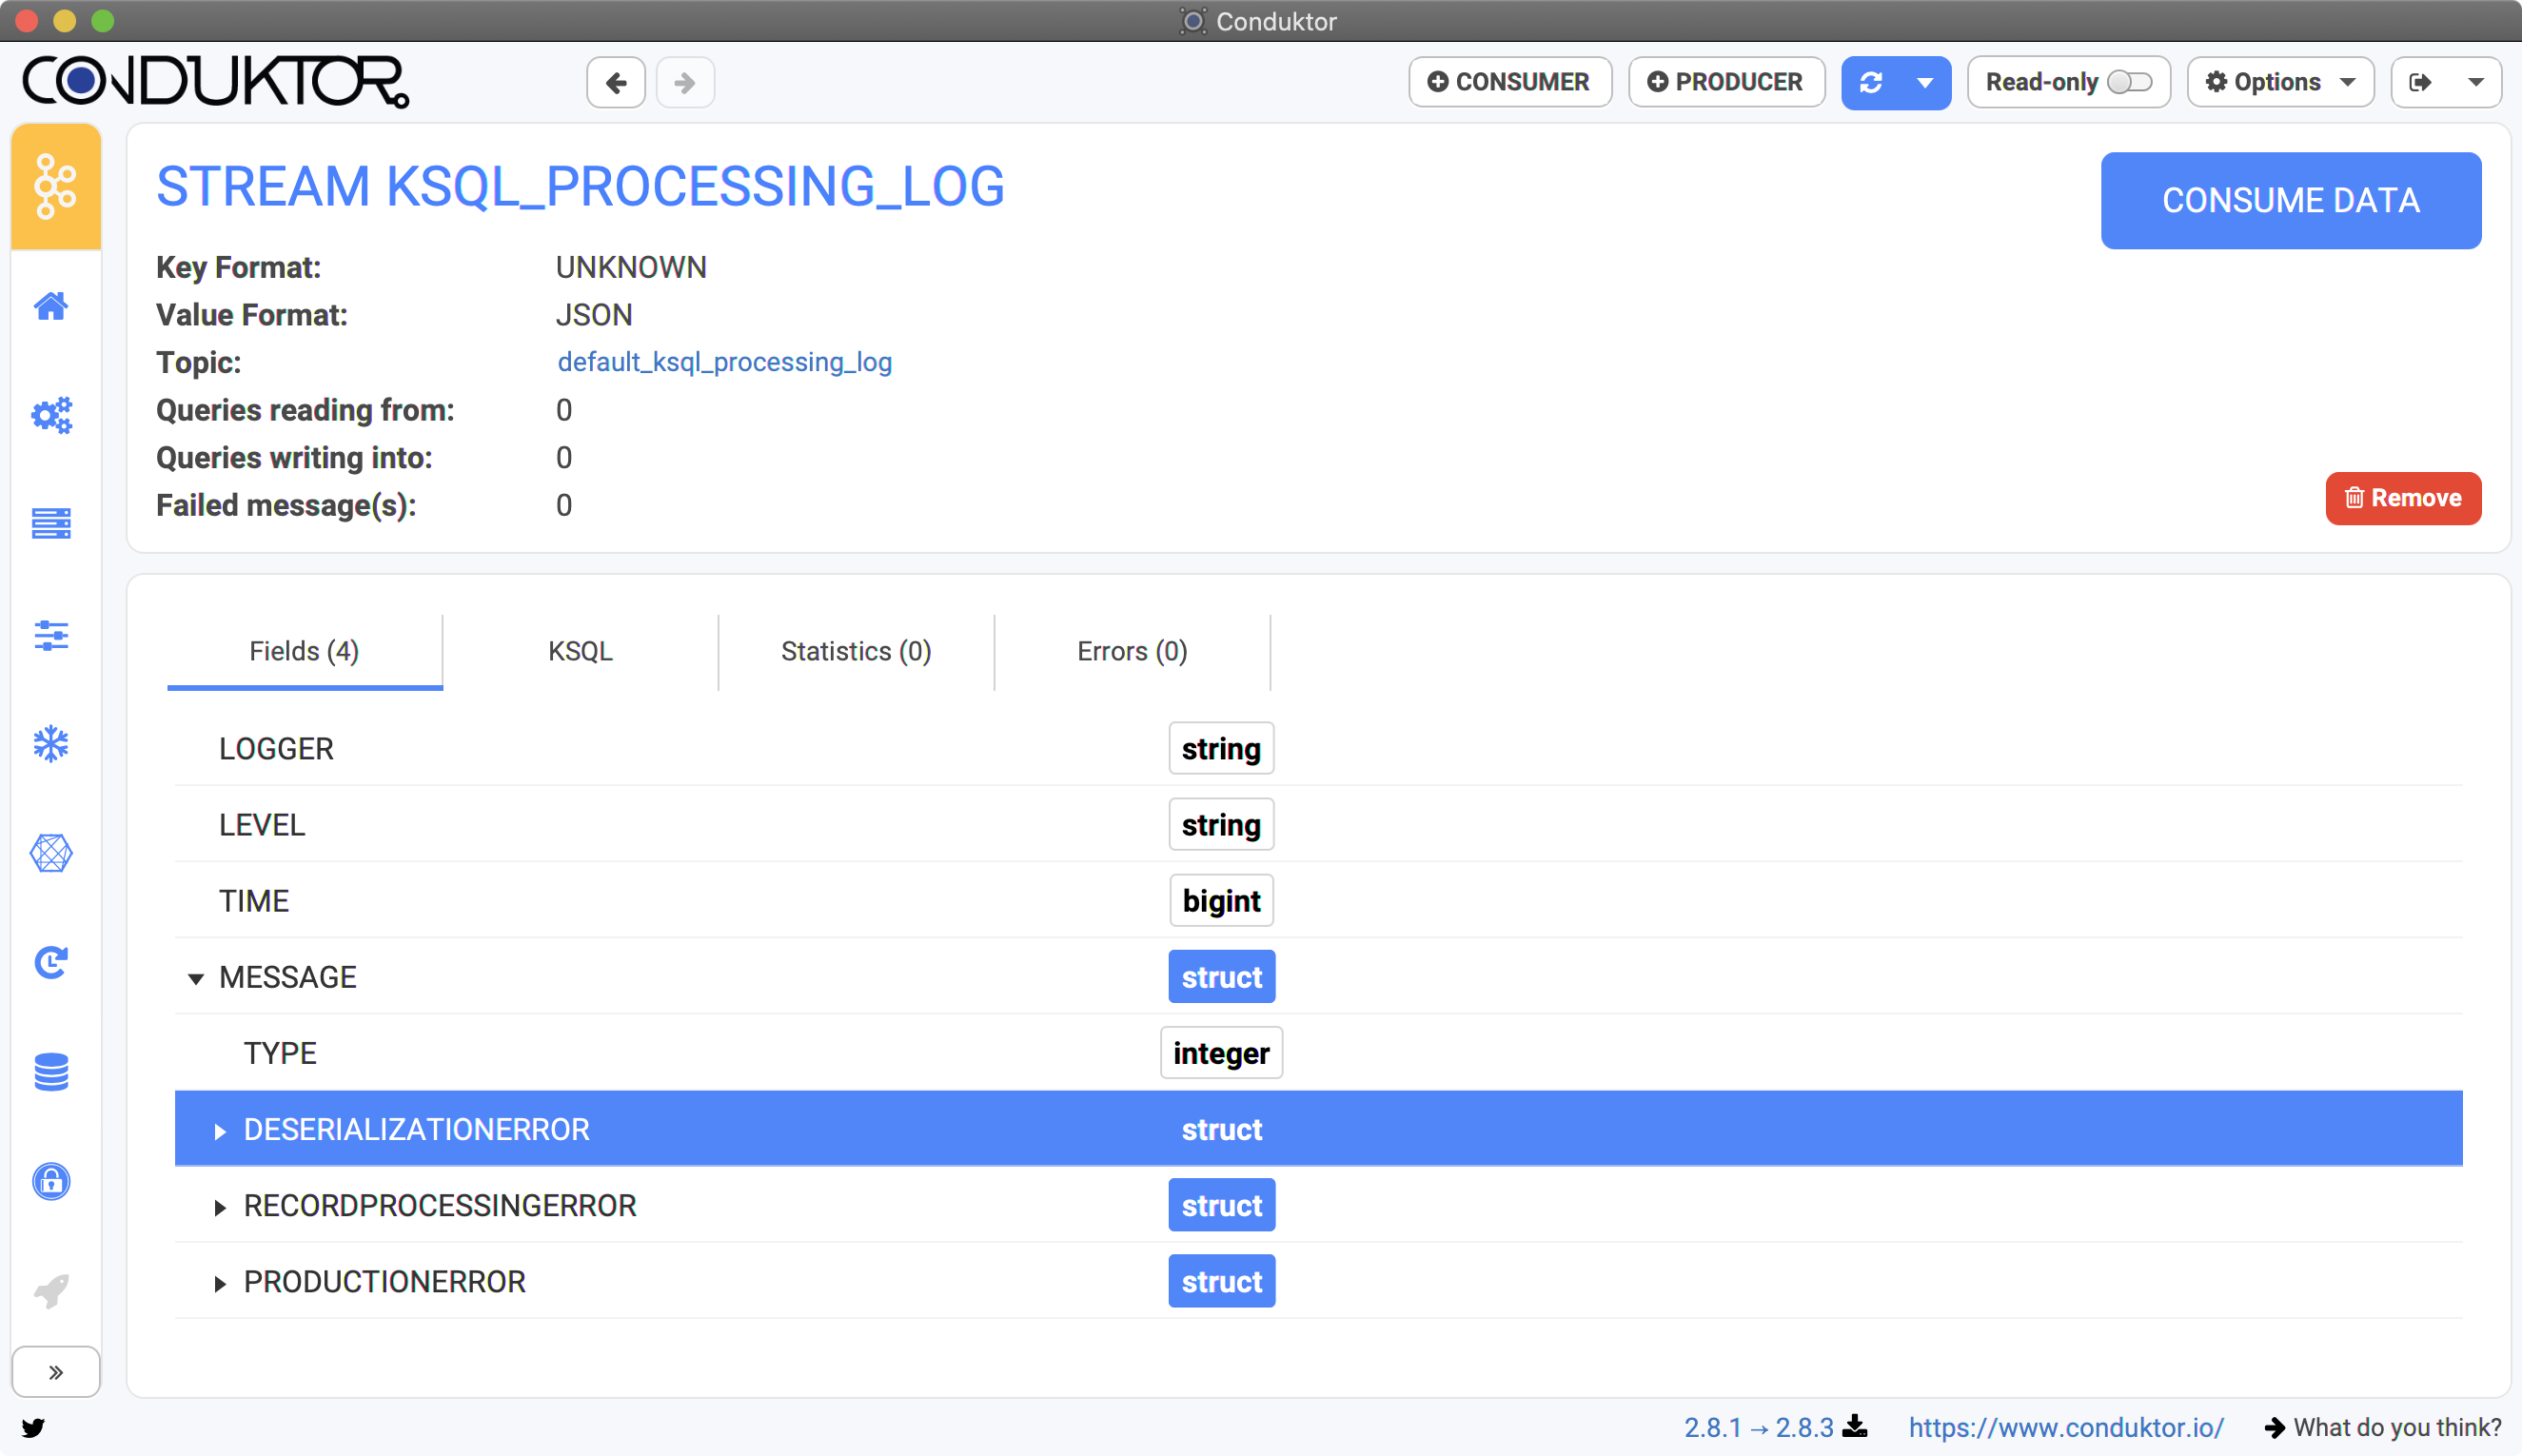 Conduktor
CONDUKTOR
CONSUMER PRODUCER Read-only Options
STREAM KSQL_PROCESSING_LOG
CONSUME DATA
Key Format: UNKNOWN
Value Format: JSON
Topic: default_ksql_processing_log
Queries reading from: 0
Queries writing into: 0
Failed message(s): 0
Remove
Fields (4) KSQL Statistics (0) Errors (0)
LOGGER string
LEVEL string
TIME bigint
MESSAGE struct
TYPE integer
DESERIALIZATIONERROR struct
RECORDPROCESSINGERROR struct
PRODUCTIONERROR struct
2.8.1 → 2.8.3 https://www.conduktor.io/ What do you think?